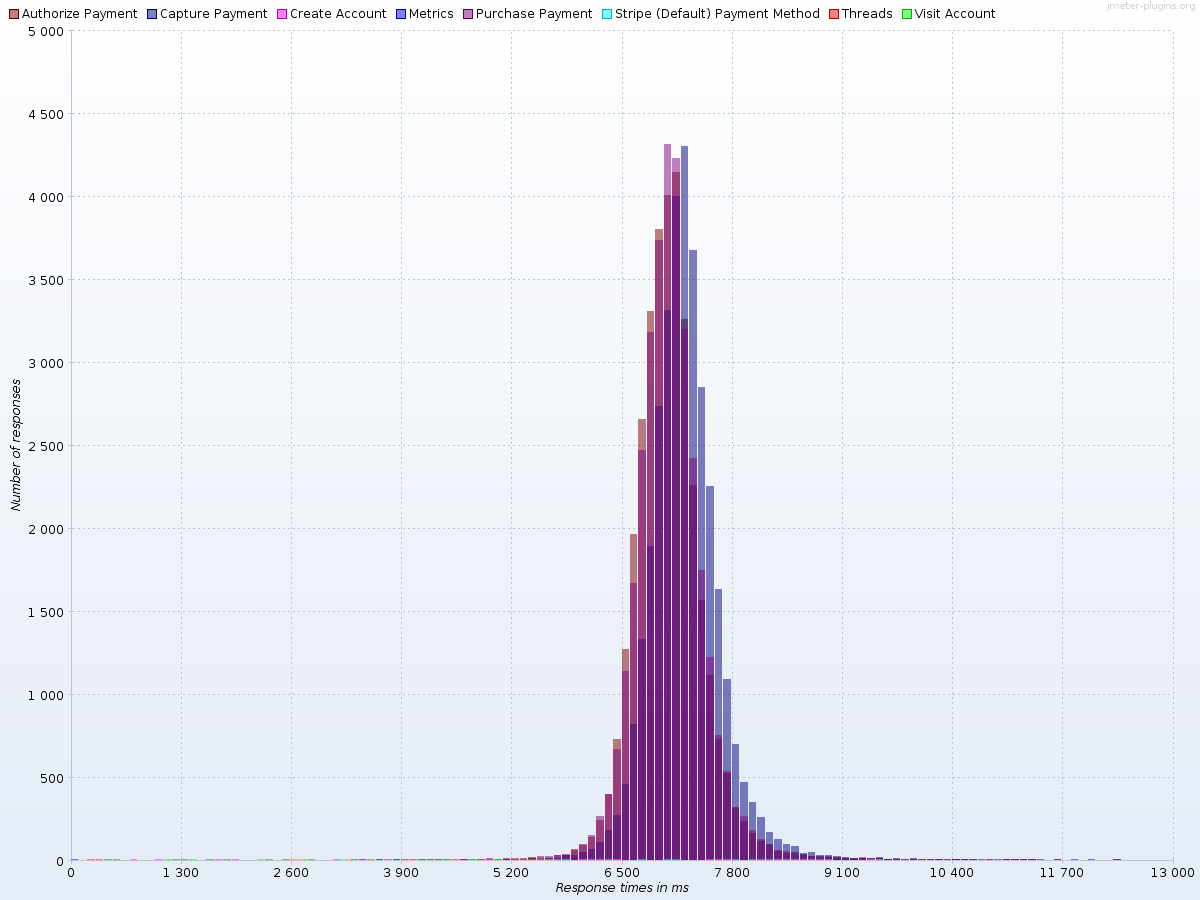 Authorize Payment Capture Payment Create Account Metrics Purchase Payment Stripe (Default) Payment Method Threads Visit Account
jmeter-plugins.org
5 000
4 500
4 000
3 500
3 000
2 500
2 000
1 500
1 000
500
0
Number of responses
0 1 300 2 600 3 900 5 200 6 500 7 800 9 100 10 400 11 700 13 000
Response times in ms